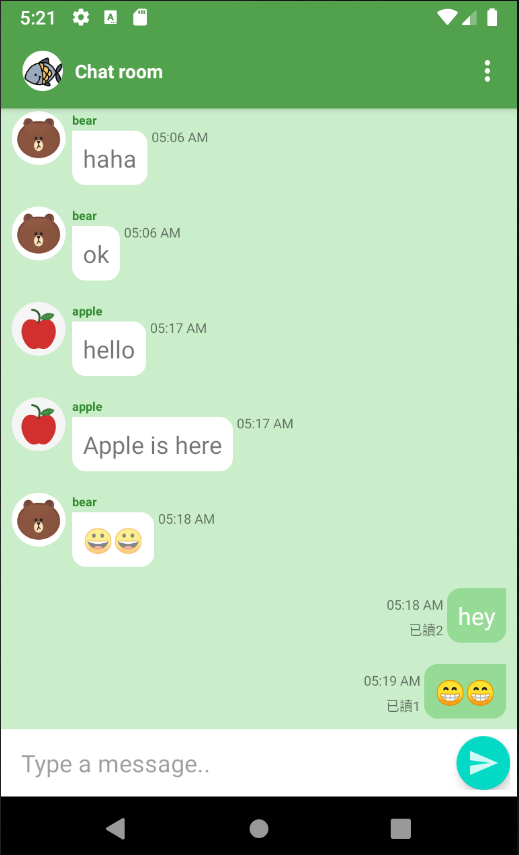 5:21
Chat room
bear
haha
05:06 AM
bear
ok
05:06 AM
apple
hello
05:17 AM
apple
Apple is here
05:17 AM
bear
😀😀
05:18 AM
05:18 AM
已讀2
hey
05:19 AM
已讀1
😁😁
Type a message..